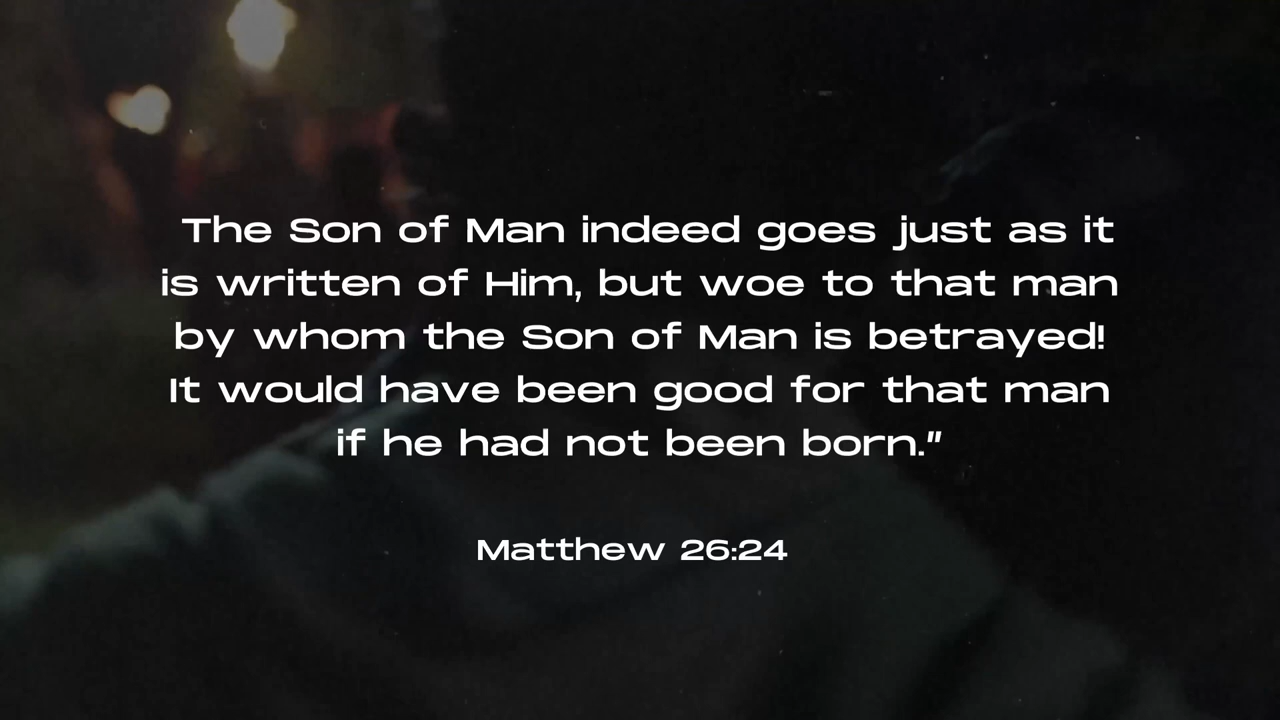 The Son of Man indeed goes just as it
is written of Him, but woe to that man
by whom the Son of Man is betrayed!
It would have been good for that man
if he had not been born.”
Matthew 26:24